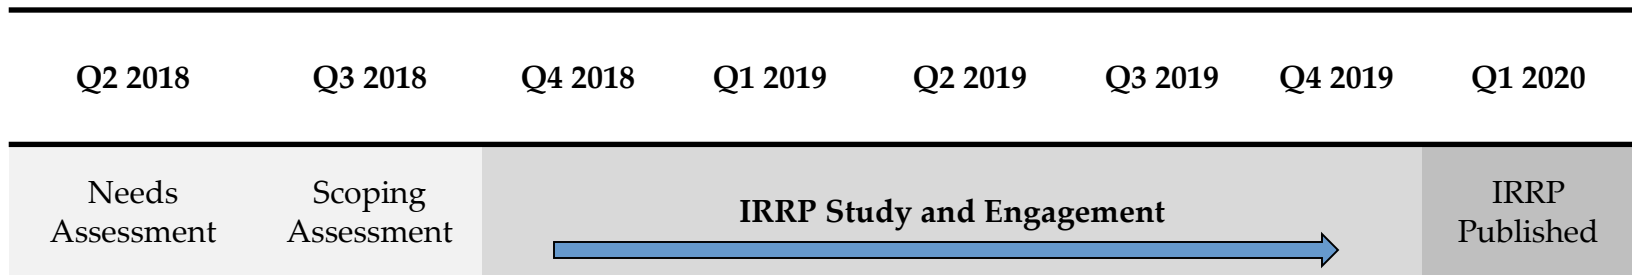 Q2 2018 Q3 2018 Q4 2018 Q1 2019 Q2 2019 Q3 2019 Q4 2019 Q1 2020
Needs
Assessment
Scoping
Assessment
IRRP Study and Engagement
IRRP
Published